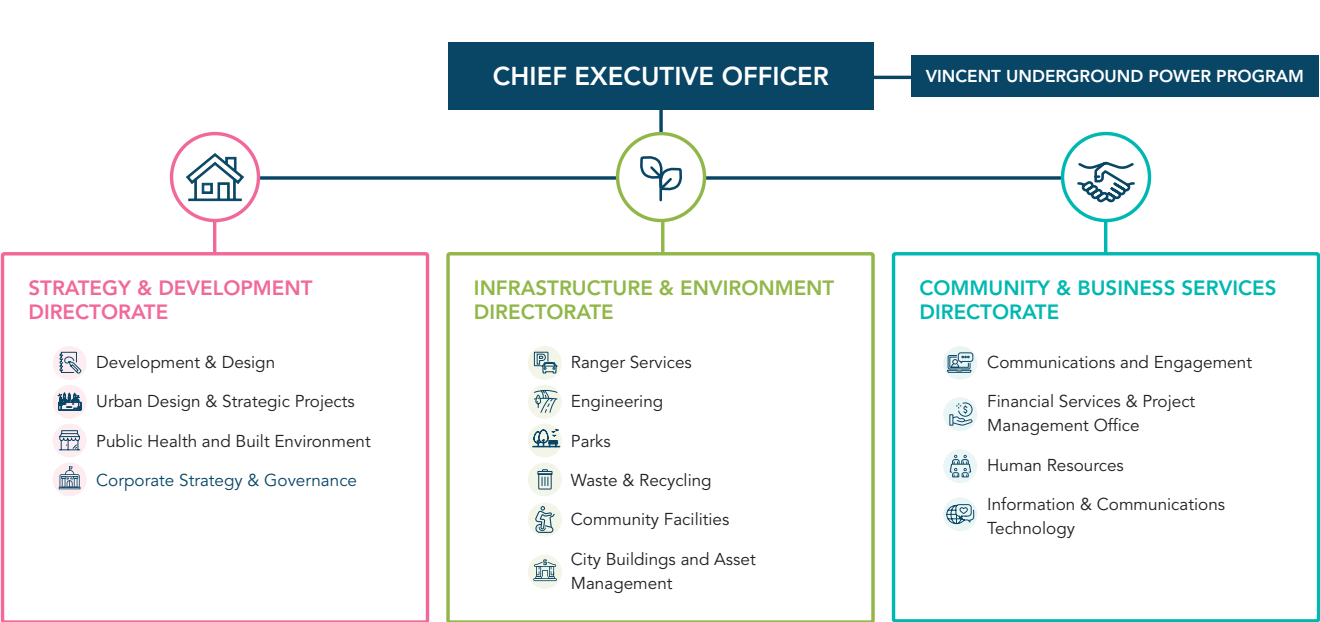 CHIEF EXECUTIVE OFFICER
VINCENT UNDERGROUND POWER PROGRAM
STRATEGY & DEVELOPMENT
DIRECTORATE
Development & Design
Urban Design & Strategic Projects
Public Health and Built Environment
Corporate Strategy & Governance
INFRASTRUCTURE & ENVIRONMENT
DIRECTORATE
Ranger Services
Engineering
Parks
Waste & Recycling
Community Facilities
City Buildings and Asset
Management
COMMUNITY & BUSINESS SERVICES
DIRECTORATE
Communications and Engagement
Financial Services & Project
Management Office
Human Resources
Information & Communications
Technology